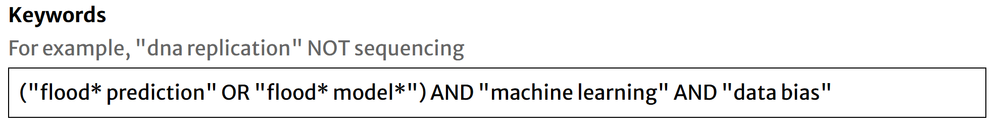 Keywords
For example, "dna replication" NOT sequencing
("flood* prediction" OR "flood* model*") AND "machine learning" AND "data bias"